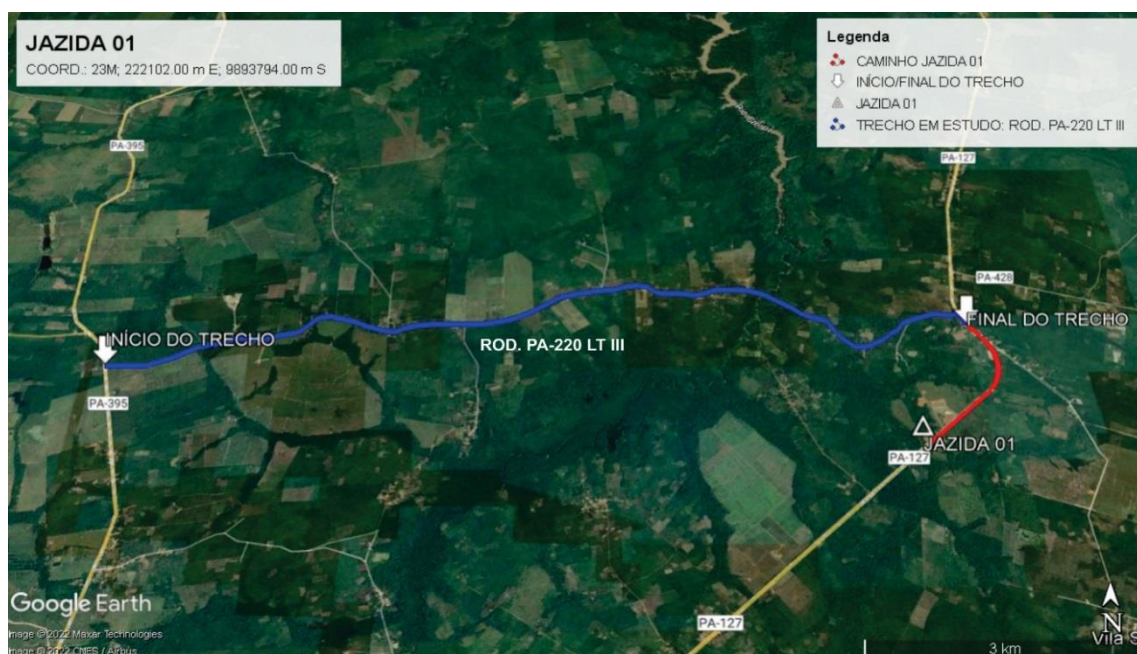 JAZIDA 01
COORD.: 23M; 222102.00 m E; 9893794.00 m S
Legenda
CAMINHO JAZIDA 01
INÍCIO/FINAL DO TRECHO
JAZIDA 01
TRECHO EM ESTUDO: ROD. PA-220 LT III
PA-395
PA-127
PA-428
INÍCIO DO TRECHO
FINAL DO TRECHO
ROD. PA-220 LT III
PA-395
JAZIDA 01
PA-127
Google Earth
Image © 2022 Maxar Technologies
Image © 2022 CNES / Airbus
PA-127
N
Vila S
3 km